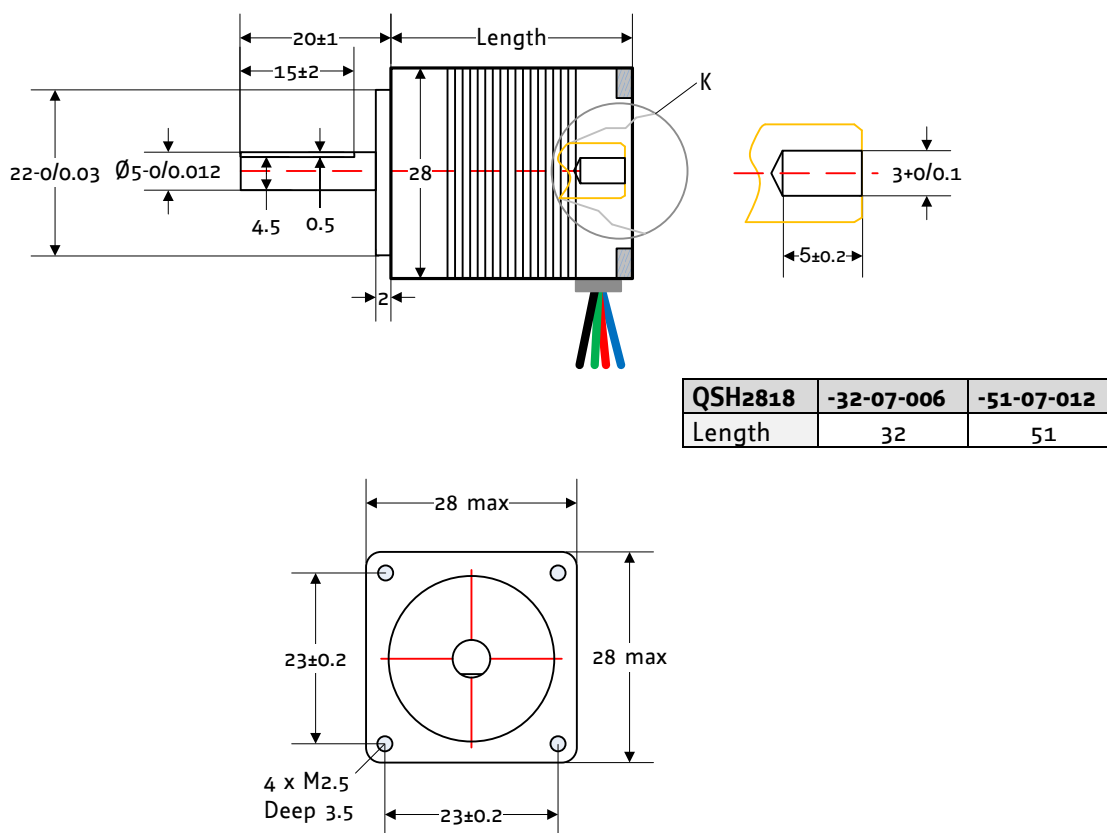 20±1
Length
15±2
K
22-0/0.03
Ø5-0/0.012
28
3+0/0.1
4.5
0.5
5±0.2
2
QSH2818 -32-07-006 -51-07-012
Length 32 51
28 max
23±0.2
28 max
4 x M2.5
Deep 3.5
23±0.2